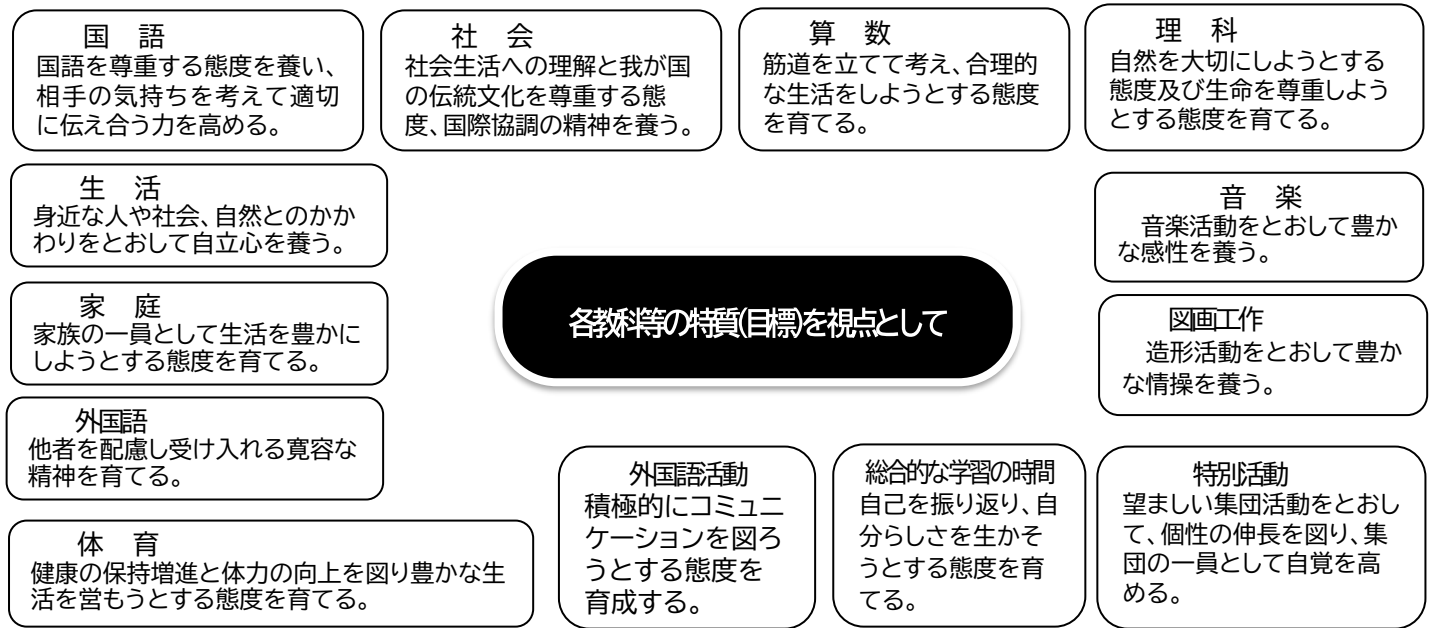 国　語
国語を尊重する態度を養い、
相手の気持ちを考えて適切
に伝え合う力を高める。
社　会
社会生活への理解と我が国
の伝統文化を尊重する態
度、国際協調の精神を養う。
算　数
筋道を立てて考え、合理的
な生活をしようとする態度
を育てる。
理　科
自然を大切にしようとする
態度及び生命を尊重しよう
とする態度を育てる。
生　活
身近な人や社会、自然とのかか
わりをとおして自立心を養う。
音　楽
音楽活動をとおして豊か
な感性を養う。
家　庭
家族の一員として生活を豊かに
しようとする態度を育てる。
各教科等の特質(目標)を視点として
図画工作
造形活動をとおして豊か
な情操を養う。
外国語
他者を配慮し受け入れる寛容な
精神を育てる。
体　育
健康の保持増進と体力の向上を図り豊かな生
活を営もうとする態度を育てる。
外国語活動
積極的にコミュニ
ケーションを図ろ
うとする態度を
育成する。
総合的な学習の時間
自己を振り返り、自
分らしさを生かそ
うとする態度を育
てる。
特別活動
望ましい集団活動をとおし
て、個性の伸長を図り、集
団の一員として自覚を高
める。